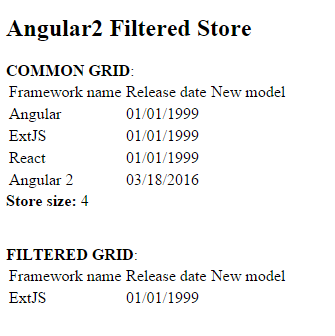 Angular2 Filtered Store
COMMON GRID:
Framework name Release date New model
Angular 01/01/1999
ExtJS 01/01/1999
React 01/01/1999
Angular 2 03/18/2016
Store size: 4
FILTERED GRID:
Framework name Release date New model
ExtJS 01/01/1999